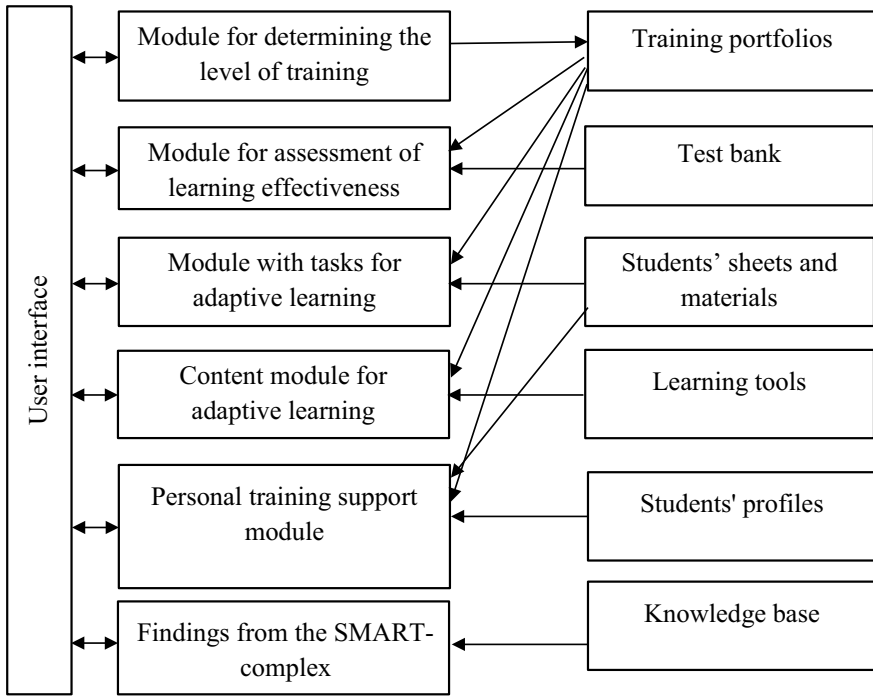 User interface
Module for determining the
level of training
Training portfolios
Module for assessment of
learning effectiveness
Test bank
Module with tasks for
adaptive learning
Students’ sheets and
materials
Content module for
adaptive learning
Learning tools
Personal training support
module
Students' profiles
Findings from the SMART-
complex
Knowledge base